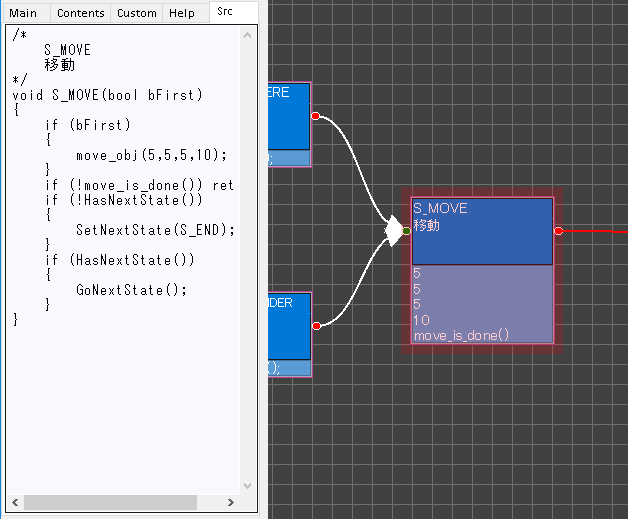 Main Contents Custom Help Src
/*
S_MOVE
移動
*/
void S_MOVE(bool bFirst)
{
if (bFirst)
{
move_obj(5,5,5,10);
}
if (!move_is_done()) ret
if (!HasNextState())
{
SetNextState(S_END);
}
if (HasNextState())
{
GoNextState();
}
}
ERE
);
S_MOVE
移動
5
5
5
10
move_is_done()
NDER
();